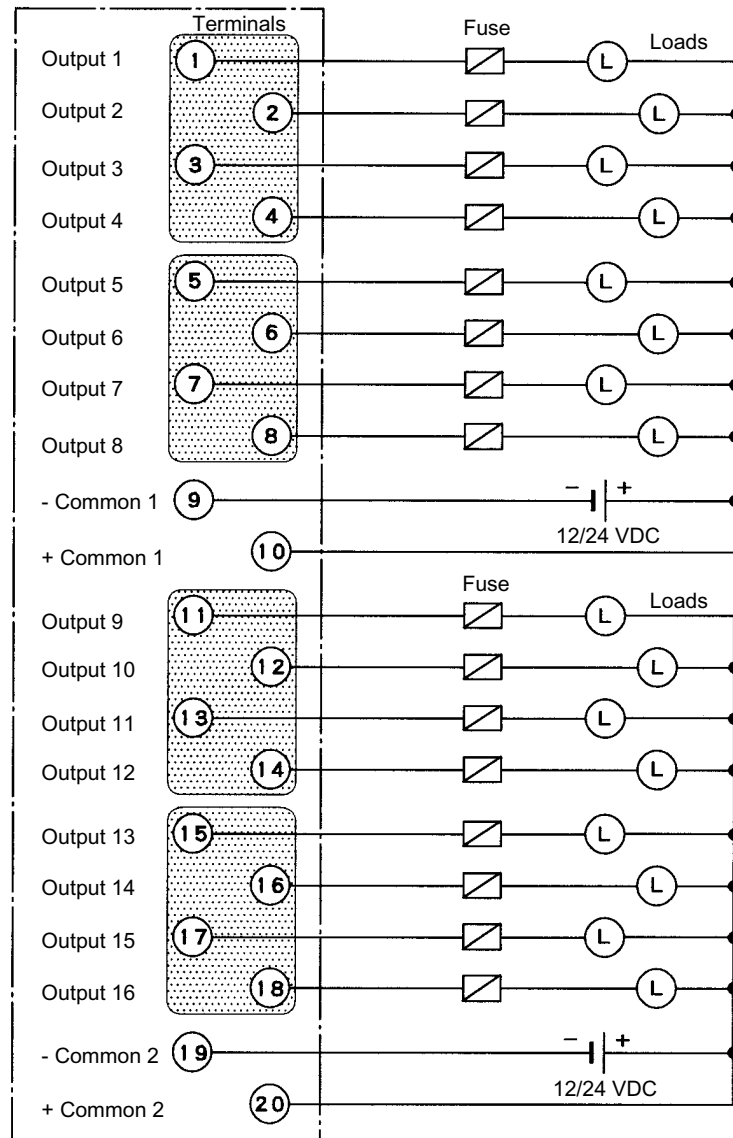 Terminals
Fuse
Loads
Output 1 1 L
Output 2 2 L
Output 3 3 L
Output 4 4 L
Output 5 5 L
Output 6 6 L
Output 7 7 L
Output 8 8 L
- Common 1 9 − +
12/24 VDC
+ Common 1 10
Fuse
Loads
Output 9 11 L
Output 10 12 L
Output 11 13 L
Output 12 14 L
Output 13 15 L
Output 14 16 L
Output 15 17 L
Output 16 18 L
- Common 2 19 − +
12/24 VDC
+ Common 2 20